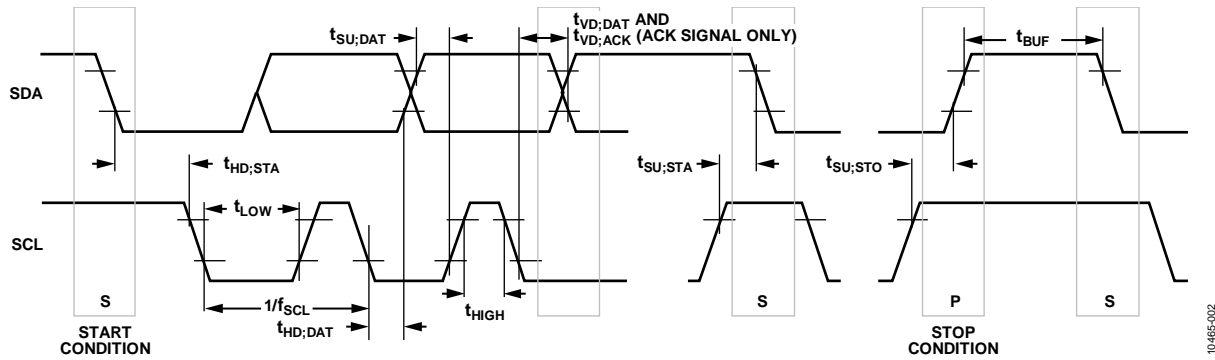 tVD;DAT AND
tSU;DAT
tVD;ACK (ACK SIGNAL ONLY)
tBUF
SDA
tHD;STA
tSU;STA
tSU;STO
tLOW
SCL
S
1/fSCL
tHIGH
S
P
S
tHD;DAT
START
CONDITION
STOP
CONDITION
10465-002